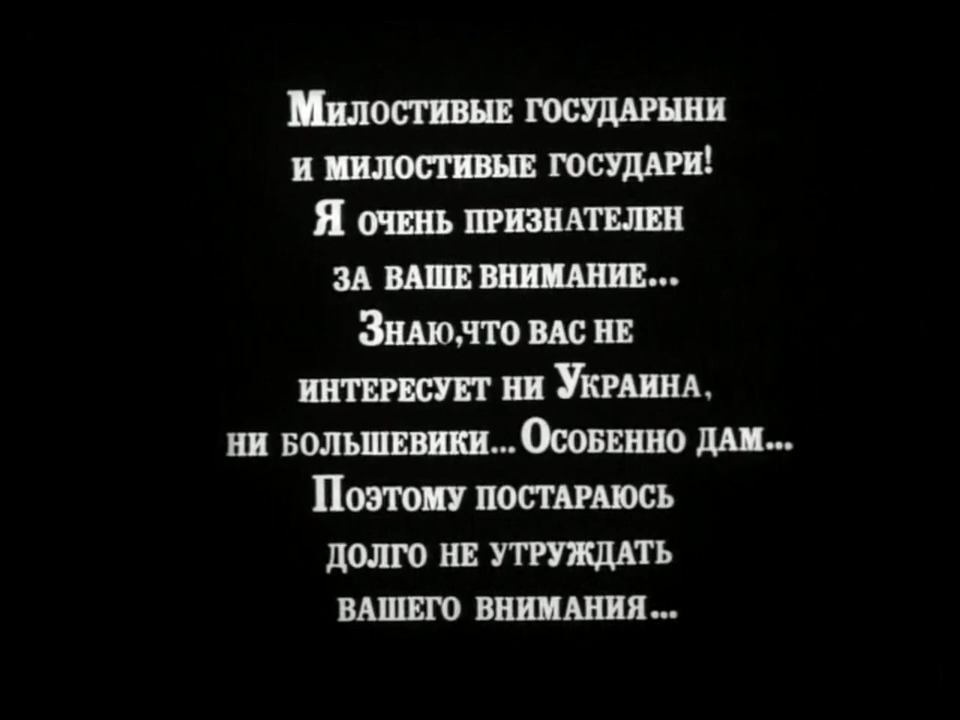 Милостивые государыни
и милостивые государи!
Я очень признателен
за ваше внимание...
Знаю,что вас не
интересует ни Украина,
ни большевики... Особенно дам...
Поэтому постараюсь
долго не утруждать
вашего внимания...